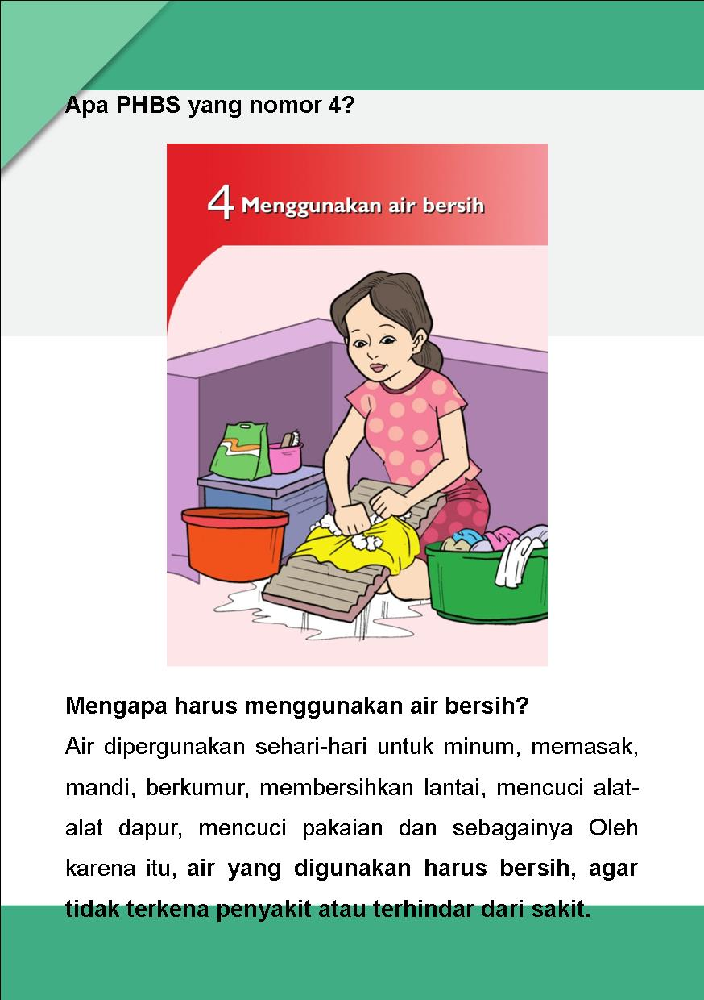 Apa PHBS yang nomor 4?
4 Menggunakan air bersih
Mengapa harus menggunakan air bersih?
Air dipergunakan sehari-hari untuk minum, memasak,
mandi, berkumur, membersihkan lantai, mencuci alat-
alat dapur, mencuci pakaian dan sebagainya Oleh
karena itu, air yang digunakan harus bersih, agar
tidak terkena penyakit atau terhindar dari sakit.